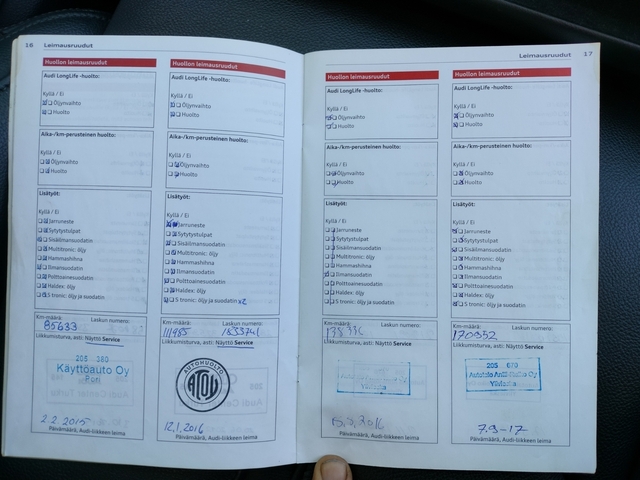 16 Leimausruudut
Huollon leimausruudut
Audi LongLife -huolto:
Kyllä / Ei
Öljynvaihto
Huolto
Aika-/km-perusteinen huolto:
Kyllä / Ei
Öljynvaihto
Huolto
Lisätyöt:
Kyllä / Ei
Jarruneste
Sytytystulpat
Sisäilmansuodatin
Multitronic: öljy
Hammashihna
Ilmansuodatin
Polttoainesuodatin
Haldex: öljy
S tronic: öljy ja suodatin
Km-määrä: Laskun numero:
85633
Liikkumisturva, asti: Näyttö Service
205 380
Käyttöauto Oy
Pori
2.2.2015
Päivämäärä, Audi-liikkeen leima
Huollon leimausruudut
Audi LongLife -huolto:
Kyllä / Ei
Öljynvaihto
Huolto
Aika-/km-perusteinen huolto:
Kyllä / Ei
Öljynvaihto
Huolto
Lisätyöt:
Kyllä / Ei
Jarruneste
Sytytystulpat
Sisäilmansuodatin
Multitronic: öljy
Hammashihna
Ilmansuodatin
Polttoainesuodatin
Haldex: öljy
S tronic: öljy ja suodatin x2
Km-määrä: Laskun numero:
111985
Liikkumisturva, asti: Näyttö Service
AUTOHUOLTO
ATOY
12.1.2016
Päivämäärä, Audi-liikkeen leima
Leimausruudut 17
Huollon leimausruudut
Audi LongLife -huolto:
Kyllä / Ei
Öljynvaihto
Huolto
Aika-/km-perusteinen huolto:
Kyllä / Ei
Öljynvaihto
Huolto
Lisätyöt:
Kyllä / Ei
Jarruneste
Sytytystulpat
Sisäilmansuodatin
Multitronic: öljy
Hammashihna
Ilmansuodatin
Polttoainesuodatin
Haldex: öljy
S tronic: öljy ja suodatin
Km-määrä: Laskun numero:
Liikkumisturva, asti: Näyttö Service
Päivämäärä, Audi-liikkeen leima
Huollon leimausruudut
Audi LongLife -huolto:
Kyllä / Ei
Öljynvaihto
Huolto
Aika-/km-perusteinen huolto:
Kyllä / Ei
Öljynvaihto
Huolto
Lisätyöt:
Kyllä / Ei
Jarruneste
Sytytystulpat
Sisäilmansuodatin
Multitronic: öljy
Hammashihna
Ilmansuodatin
Polttoainesuodatin
Haldex: öljy
S tronic: öljy ja suodatin
Km-määrä: Laskun numero:
Liikkumisturva, asti: Näyttö Service
205 670
Ylivieska
7.9-17
Päivämäärä, Audi-liikkeen leima